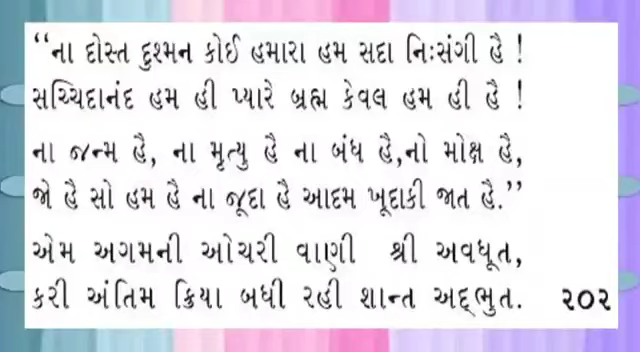 “ના દોસ્ત દુશ્મન કોઈ હમારા હમ સદા નિઃસંગી હૈ !
સચ્ચિદાનંદ હમ હી પ્યારે બ્રહ્મ કેવલ હમ હી હૈ !
ના જન્મ હૈ, ના મૃત્યુ હૈ ના બંધ હૈ,નો મોક્ષ હૈ,
જો હૈ સો હમ હૈ ના જૂદા હૈ આદમ ખૂદાકી જાત હૈ.”
એમ અગમની ઓચરી વાણી શ્રી અવધૂત,
કરી અંતિમ ક્રિયા બધી રહી શાન્ત અદ્ભુત. ૨૦૨